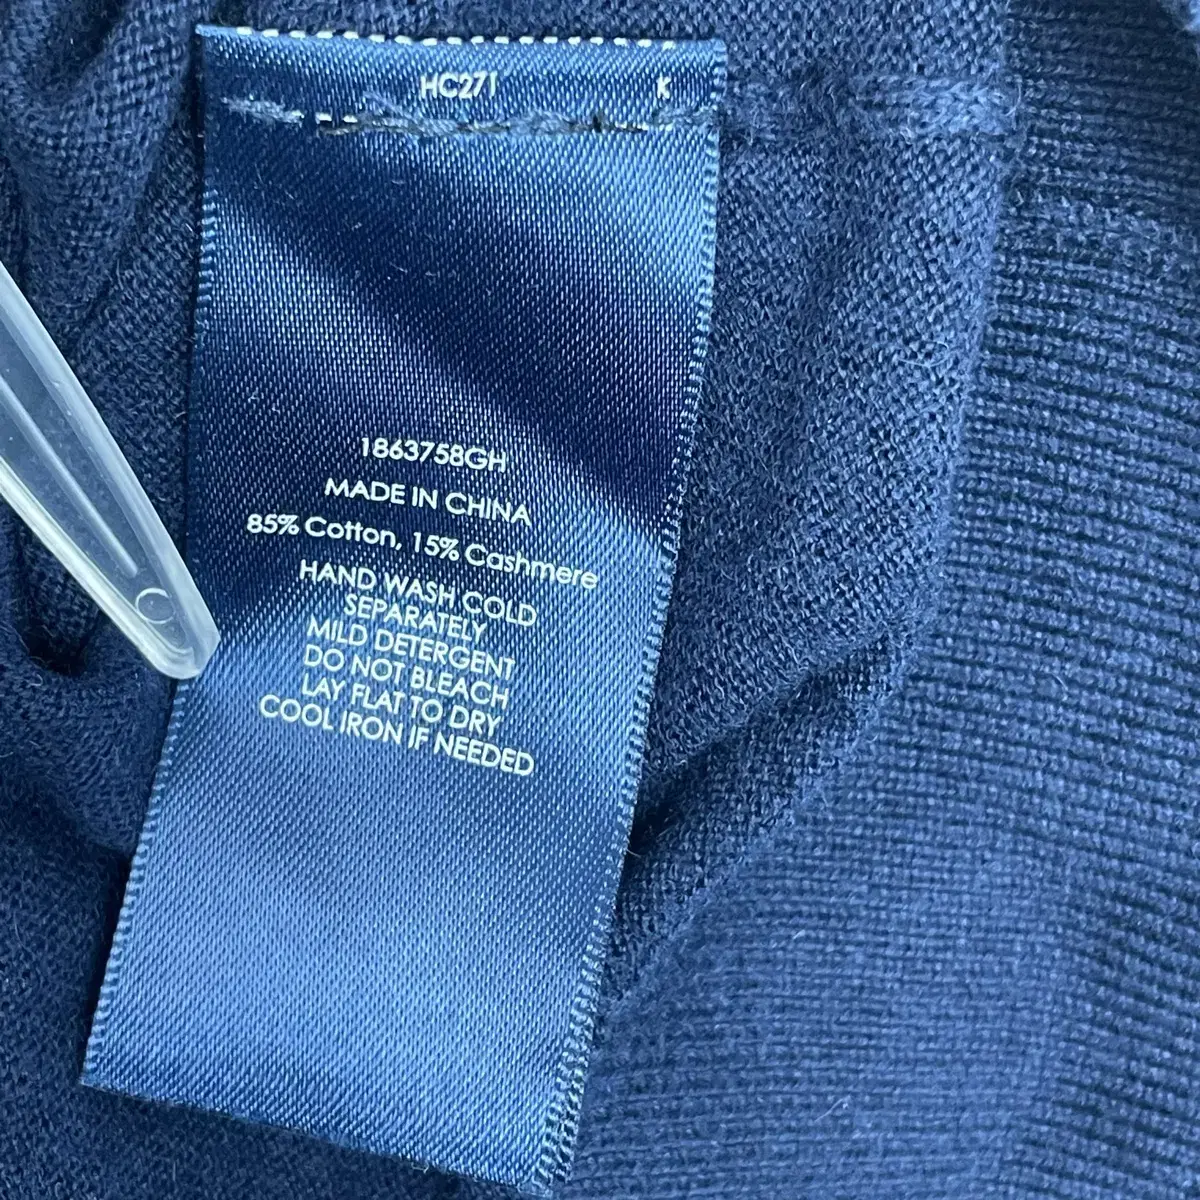 HC271 K
1863758GH
MADE IN CHINA
85% Cotton, 15% Cashmere
HAND WASH COLD
SEPARATELY
MILD DETERGENT
DO NOT BLEACH
LAY FLAT TO DRY
COOL IRON IF NEEDED